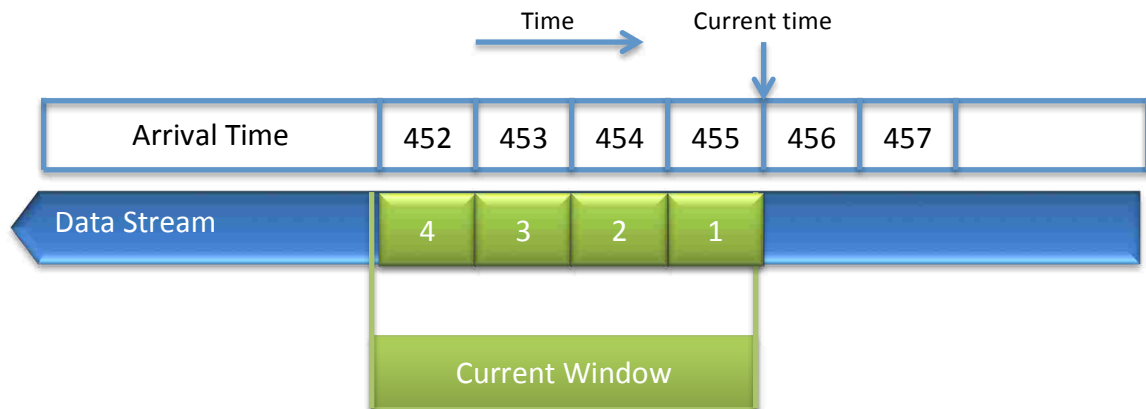 Time Current time
Arrival Time 452 453 454 455 456 457
Data Stream 4 3 2 1
Current Window